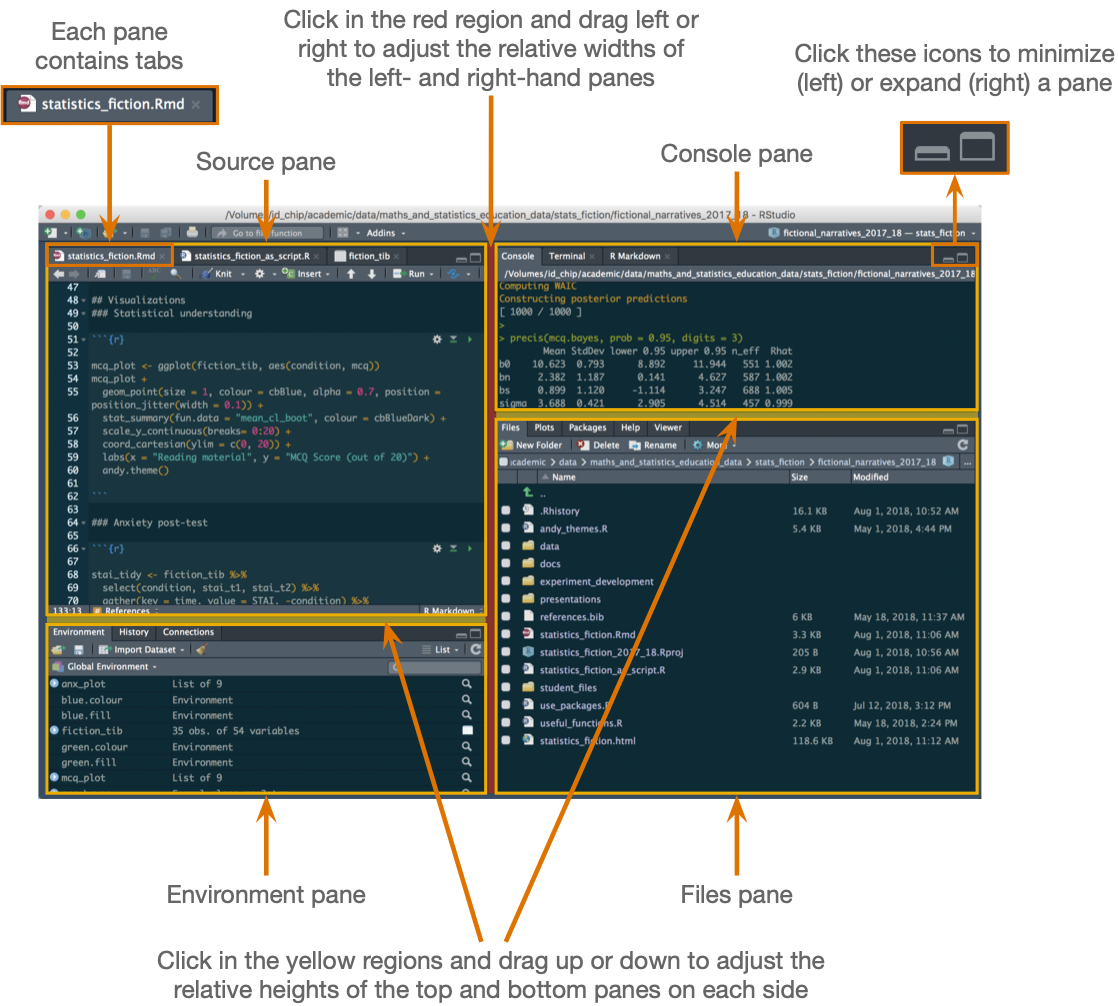 Each pane
contains tabs
Click in the red region and drag left or
right to adjust the relative widths of
the left- and right-hand panes
Click these icons to minimize
(left) or expand (right) a pane
statistics_fiction.Rmd ×
Source pane
Console pane
fictional_narratives_2017_18 - RStudio
Go to file/function
Addins
fictional_narratives_2017_18 — stats_fiction
statistics_fiction.Rmd ×
statistics_fiction_as_script.R ×
fiction_tib ×
ABC
Knit
Insert
Run
47
48 ## Visualizations
49 ### Statistical understanding
50
51 ```{r}
52
53 mcq_plot <- ggplot(fiction_tib, aes(condition, mcq))
54 mcq_plot +
55 geom_point(size = 1, colour = cbBlue, alpha = 0.7, position =
position_jitter(width = 0.1)) +
56 stat_summary(fun.data = "mean_cl_boot", colour = cbBlueDark) +
57 scale_y_continuous(breaks= 0:20) +
58 coord_cartesian(ylim = c(0, 20)) +
59 labs(x = "Reading material", y = "MCQ Score (out of 20)") +
60 andy.theme()
61
62 ```
63
64 ### Anxiety post-test
65
66 ```{r}
67
68 stai_tidy <- fiction_tib %>%
69 select(condition, stai_t1, stai_t2) %>%
70 gather(key = time, value = STAI, -condition) %>%
133:13 References R Markdown
Console Terminal × R Markdown ×
/Volumes/jd_chip/academic/data/maths_and_statistics_education_data/stats_fiction/fictional_narratives_2017_18
Computing WAIC
Constructing posterior predictions
[ 1000 / 1000 ]
>
> precis(mcq.bayes, prob = 0.95, digits = 3)
Mean StdDev lower 0.95 upper 0.95 n_eff Rhat
b0 10.623 0.793 8.892 11.944 551 1.002
bn 2.382 1.187 0.141 4.627 587 1.002
bs 0.899 1.120 -1.114 3.247 688 1.005
sigma 3.688 0.421 2.905 4.514 457 0.999
Files Plots Packages Help Viewer
New Folder Delete Rename More
data > maths_and_statistics_education_data > stats_fiction > fictional_narratives_2017_18 ...
Name Size Modified
..
.Rhistory 16.1 KB Aug 1, 2018, 10:52 AM
andy_themes.R 5.4 KB May 1, 2018, 4:44 PM
data
docs
experiment_development
presentations
references.bib 6 KB May 18, 2018, 11:37 AM
statistics_fiction.Rmd 3.3 KB Aug 1, 2018, 11:06 AM
statistics_fiction_2017_18.Rproj 205 B Aug 1, 2018, 10:56 AM
statistics_fiction_as_script.R 2.9 KB Aug 1, 2018, 11:06 AM
student_files
use_packages.R 604 B Jul 12, 2018, 3:12 PM
useful_functions.R 2.2 KB May 18, 2018, 2:24 PM
statistics_fiction.html 118.6 KB Aug 1, 2018, 11:12 AM
Environment History Connections
Import Dataset List
Global Environment
anx_plot List of 9
blue.colour Environment
blue.fill Environment
fiction_tib 35 obs. of 54 variables
green.colour Environment
green.fill Environment
mcq_plot List of 9
Environment pane
Files pane
Click in the yellow regions and drag up or down to adjust the
relative heights of the top and bottom panes on each side